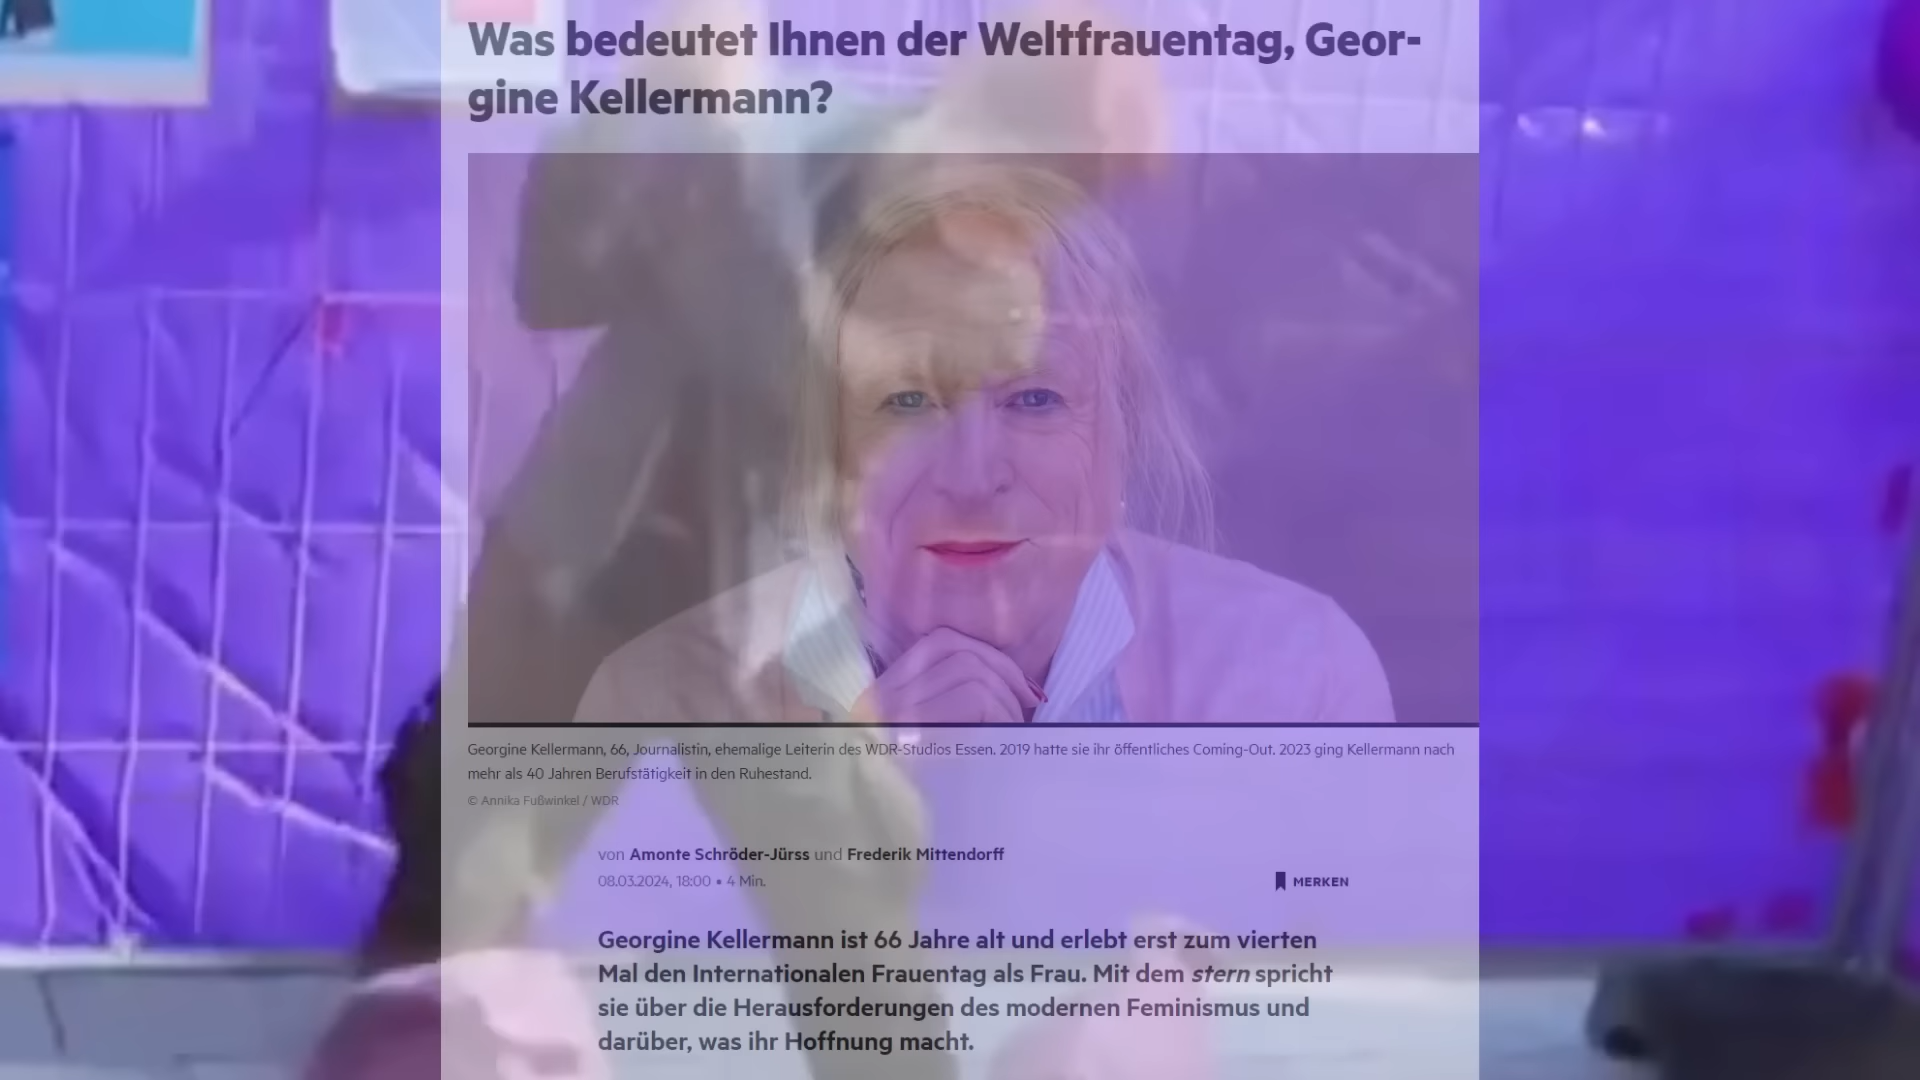 Was bedeutet Ihnen der Weltfrauentag, Geor-
gine Kellermann?
Georgine Kellermann, 66, Journalistin, ehemalige Leiterin des WDR-Studios Essen. 2019 hatte sie ihr öffentliches Coming-Out. 2023 ging Kellermann nach
mehr als 40 Jahren Berufstätigkeit in den Ruhestand.
© Annika Fußwinkel / WDR
von Amonte Schröder-Jürss und Frederik Mittendorff
08.03.2024, 18:00 • 4 Min.
MERKEN
Georgine Kellermann ist 66 Jahre alt und erlebt erst zum vierten
Mal den Internationalen Frauentag als Frau. Mit dem stern spricht
sie über die Herausforderungen des modernen Feminismus und
darüber, was ihr Hoffnung macht.